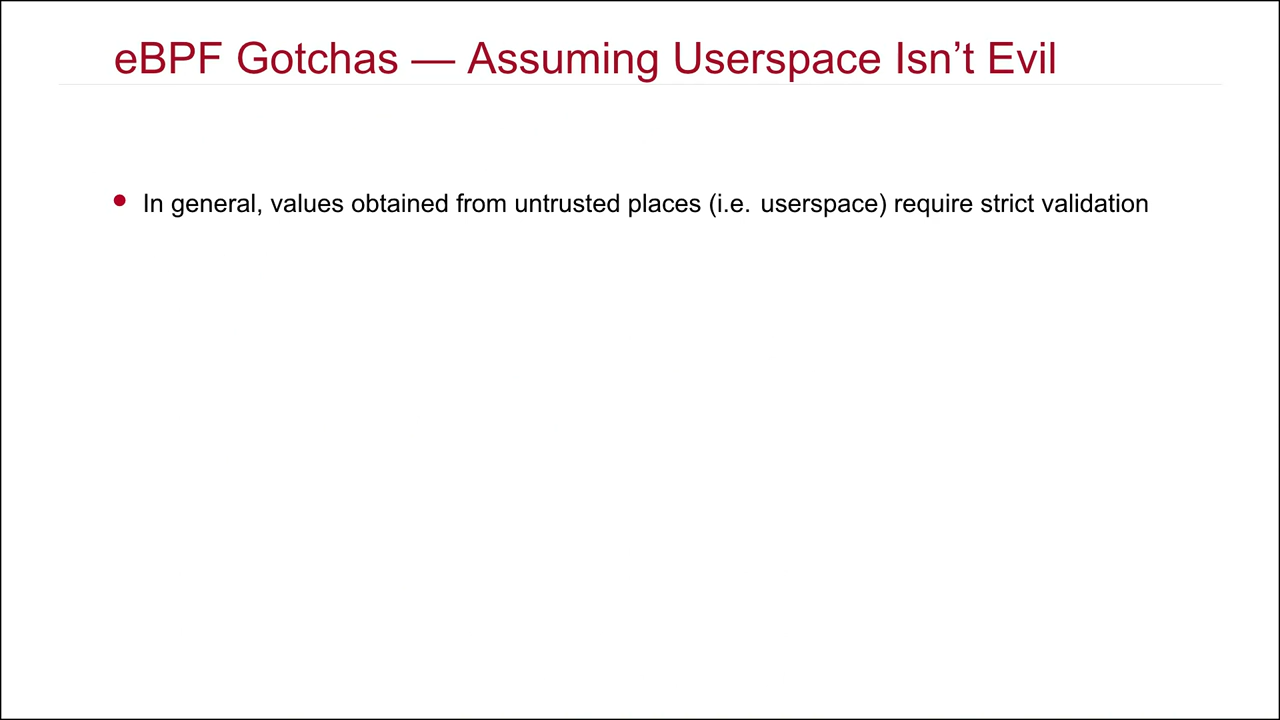 eBPF Gotchas — Assuming Userspace Isn’t Evil
In general, values obtained from untrusted places (i.e. userspace) require strict validation